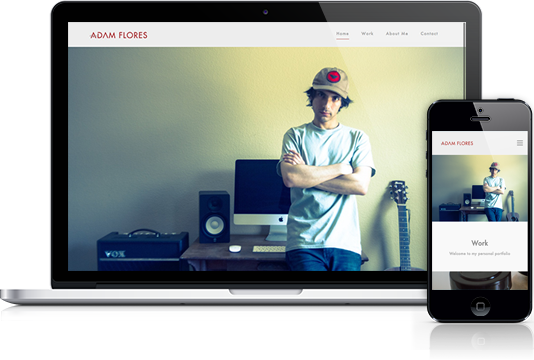 ADAM FLORES
Home Work About Me Contact
VOX
ADAM FLORES
Work
Welcome to my personal portfolio